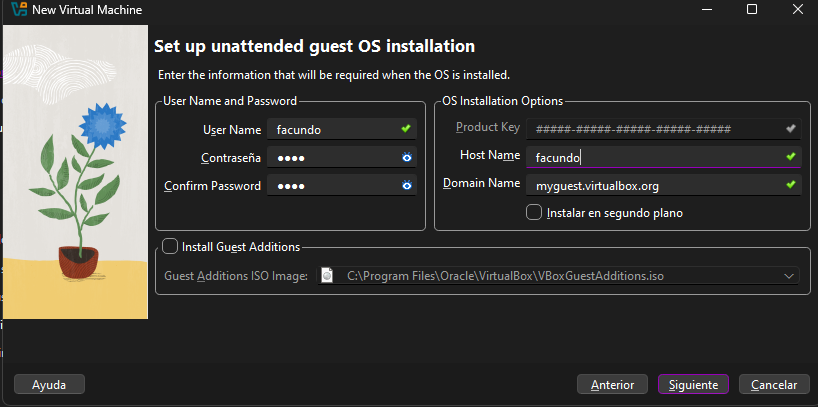 New Virtual Machine
Set up unattended guest OS installation
Enter the information that will be required when the OS is installed.
User Name and Password
User Name facundo
Contraseña ●●●●
Confirm Password ●●●●
OS Installation Options
Product Key #####-#####-#####-#####-#####
Host Name facundo
Domain Name myguest.virtualbox.org
Instalar en segundo plano
Install Guest Additions
Guest Additions ISO Image: C:\Program Files\Oracle\VirtualBox\VBoxGuestAdditions.iso
Ayuda Anterior Siguiente Cancelar